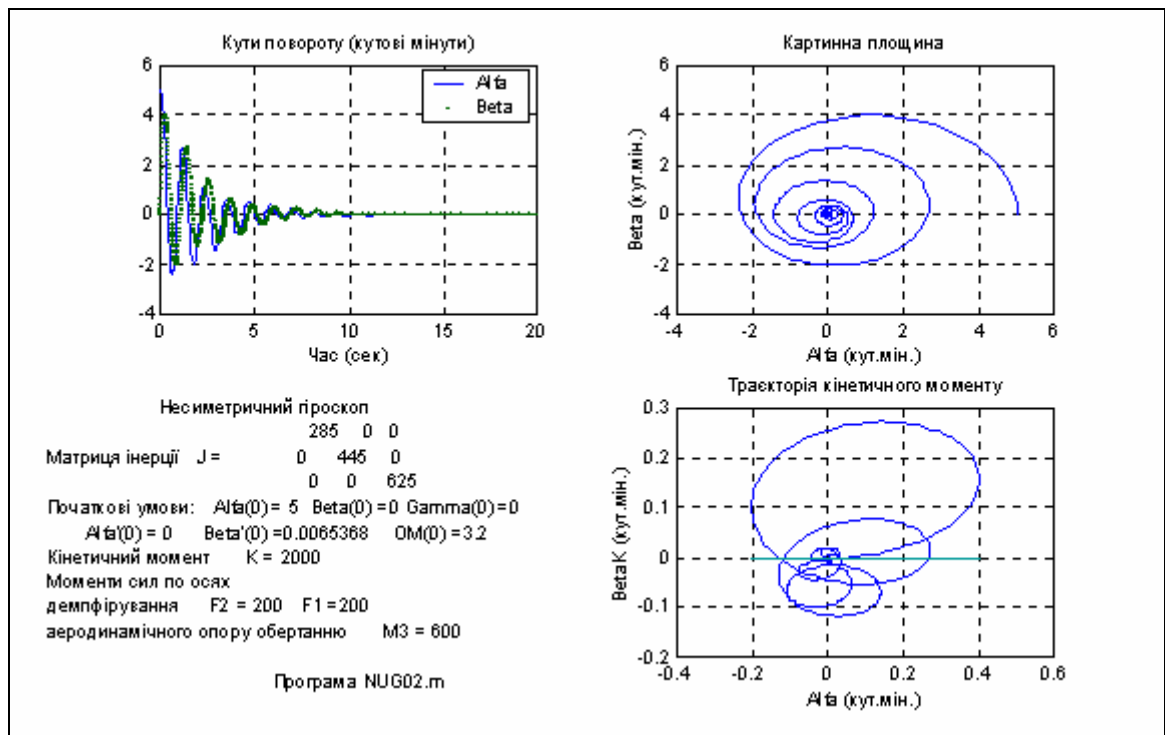 Кути повороту (кутові мінути)
6
4
2
0
-2
-4
0
5
10
15
20
Час (сек)
Alfa
Beta
Картинна площина
Beta (кут.мін.)
6
4
2
0
-2
-4
-4
-2
0
2
4
6
Alfa (кут.мін.)
Несиметричний гіроскоп
285 0 0
Матриця інерції J = 0 445 0
0 0 625
Початкові умови: Alfa(0) = 5 Beta(0) =0 Gamma(0) =0
Alfa'(0) = 0 Beta'(0) =0.0065368 OM(0) =3.2
Кінетичний момент K = 2000
Моменти сил по осях
демпфірування F2 = 200 F1 =200
аеродинамічного опору обертанню M3 = 600
Програма NUG02.m
Траєкторія кінетичного моменту
BetaK (кут.мін.)
0.3
0.2
0.1
0
-0.1
-0.2
-0.4
-0.2
0
0.2
0.4
0.6
Alfa (кут.мін.)